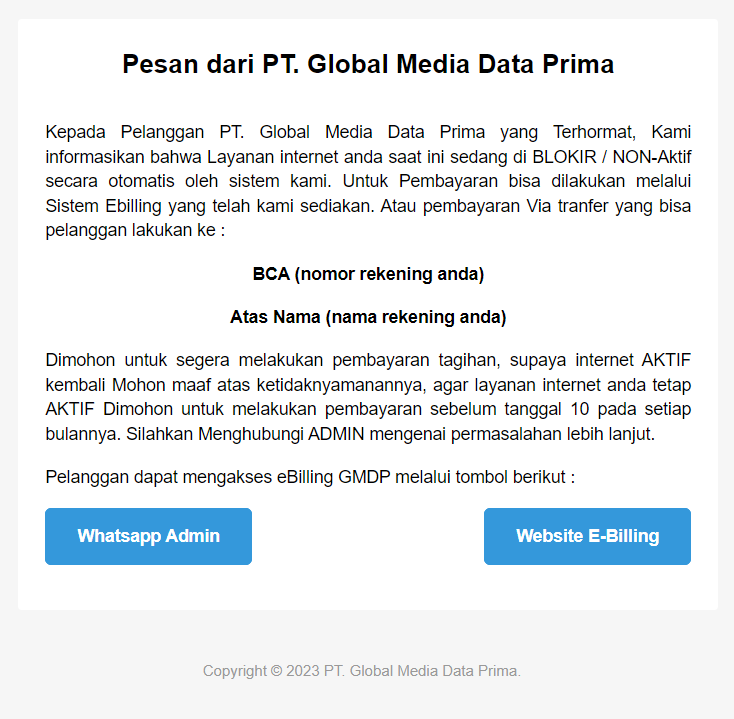 Pesan dari PT. Global Media Data Prima
Kepada Pelanggan PT. Global Media Data Prima yang Terhormat, Kami
informasikan bahwa Layanan internet anda saat ini sedang di BLOKIR / NON-Aktif
secara otomatis oleh sistem kami. Untuk Pembayaran bisa dilakukan melalui
Sistem Ebilling yang telah kami sediakan. Atau pembayaran Via tranfer yang bisa
pelanggan lakukan ke :
BCA (nomor rekening anda)
Atas Nama (nama rekening anda)
Dimohon untuk segera melakukan pembayaran tagihan, supaya internet AKTIF
kembali Mohon maaf atas ketidaknyamanannya, agar layanan internet anda tetap
AKTIF Dimohon untuk melakukan pembayaran sebelum tanggal 10 pada setiap
bulannya. Silahkan Menghubungi ADMIN mengenai permasalahan lebih lanjut.
Pelanggan dapat mengakses eBilling GMDP melalui tombol berikut :
Whatsapp Admin
Website E-Billing
Copyright © 2023 PT. Global Media Data Prima.